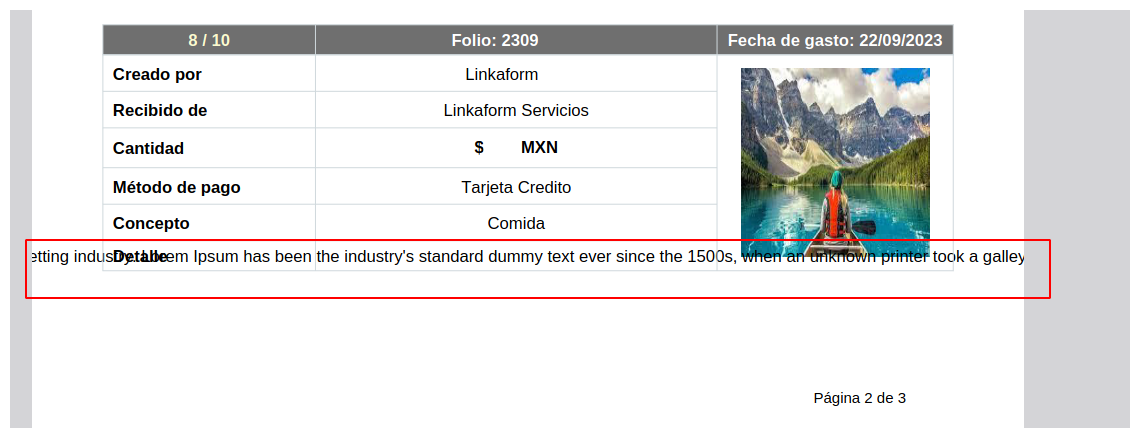 8 / 10 Folio: 2309 Fecha de gasto: 22/09/2023
Creado por Linkaform
Recibido de Linkaform Servicios
Cantidad $ MXN
Método de pago Tarjeta Credito
Concepto Comida
Detalle
etting industry. Lorem Ipsum has been the industry's standard dummy text ever since the 1500s, when an unknown printer took a galley
Página 2 de 3